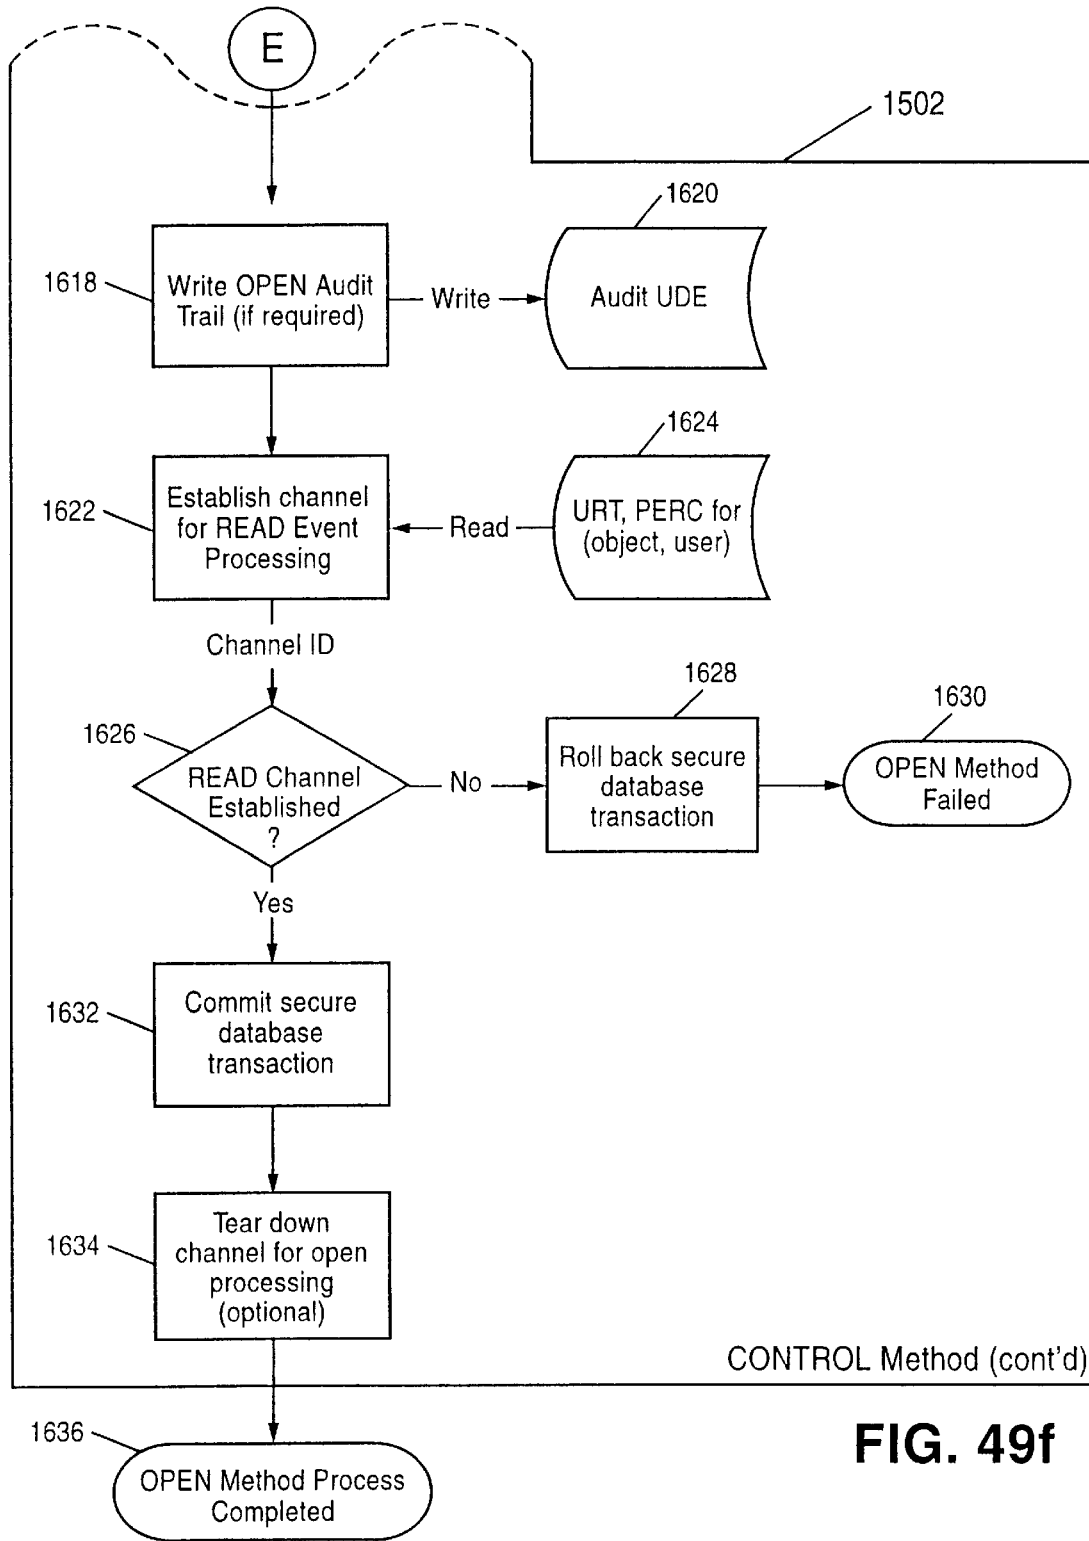 E
1502
1620
1618
Write OPEN Audit
Trail (if required)
Write
Audit UDE
1624
1622
Establish channel
for READ Event
Processing
Read
URT, PERC for
(object, user)
Channel ID
1628
1630
1626
READ Channel
Established
?
No
Roll back secure
database
transaction
OPEN Method
Failed
Yes
1632
Commit secure
database
transaction
1634
Tear down
channel for open
processing
(optional)
CONTROL Method (cont'd)
1636
OPEN Method Process
Completed
FIG. 49f